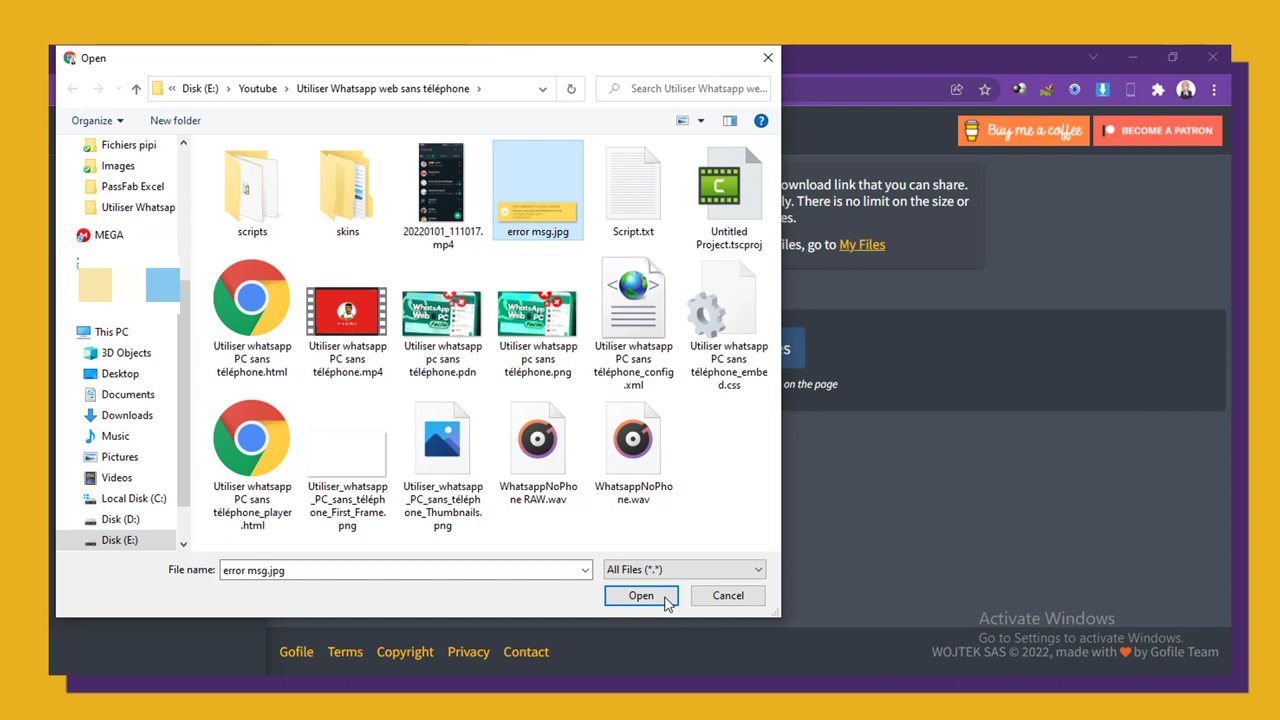 Open
Disk (E:)
Youtube
Utiliser Whatsapp web sans téléphone
Search Utiliser Whatsapp we...
Organize
New folder
Buy me a coffee
BECOME A PATRON
Fichiers pipi
Images
PassFab Excel
Utiliser Whatsap
MEGA
This PC
3D Objects
Desktop
Documents
Downloads
Music
Pictures
Videos
Local Disk (C:)
Disk (D:)
Disk (E:)
scripts
skins
20220101_111017.
mp4
error msg.jpg
Script.txt
Untitled
Project.tscproj
Utiliser whatsapp
PC sans
téléphone.html
Utiliser whatsapp
PC sans
téléphone.mp4
Utiliser whatsapp
pc sans
téléphone.pdn
Utiliser whatsapp
pc sans
téléphone.png
Utiliser whatsapp
PC sans
téléphone_config
.xml
Utiliser whatsapp
PC sans
téléphone_embe
d.css
Utiliser whatsapp
PC sans
téléphone_player
.html
Utiliser_whatsapp
_PC_sans_téléph
one_First_Frame.
png
Utiliser_whatsapp
_PC_sans_téléph
one_Thumbnails.
png
WhatsappNoPho
ne RAW.wav
WhatsappNoPho
ne.wav
WhatsApp
Web PC
WhatsApp
Web PC
File name:
error msg.jpg
All Files (*.*)
Open
Cancel
ownload link that you can share.
ly. There is no limit on the size or
es.
iles, go to My Files
es
on the page
Activate Windows
Go to Settings to activate Windows.
Gofile
Terms
Copyright
Privacy
Contact
WOJTEK SAS © 2022, made with ❤ by Gofile Team